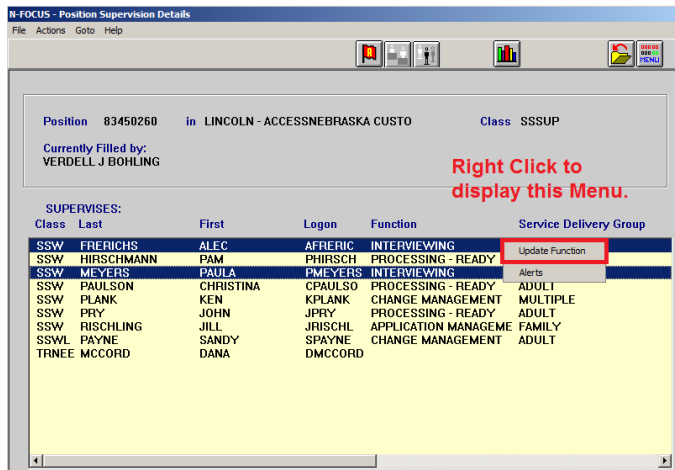 N-FOCUS - Position Supervision Details
File Actions Goto Help
MENU
Position 83450260 in LINCOLN - ACCESSNEBRASKA CUSTO Class SSSUP
Currently Filled by:
VERDELL J BOHLING
Right Click to
display this Menu.
SUPERVISES:
Class Last First Logon Function Service Delivery Group
SSW FRERICHS ALEC AFRERIC INTERVIEWING
Update Function
SSW HIRSCHMANN PAM PHIRSCH PROCESSING - READY
SSW MEYERS PAULA PMEYERS INTERVIEWING
Alerts
SSW PAULSON CHRISTINA CPAULSO PROCESSING - READY ADULT
SSW PLANK KEN KPLANK CHANGE MANAGEMENT MULTIPLE
SSW PRY JOHN JPRY PROCESSING - READY ADULT
SSW RISCHLING JILL JRISCHL APPLICATION MANAGEME FAMILY
SSWL PAYNE SANDY SPAYNE CHANGE MANAGEMENT ADULT
TRNEE MCCORD DANA DMCCORD